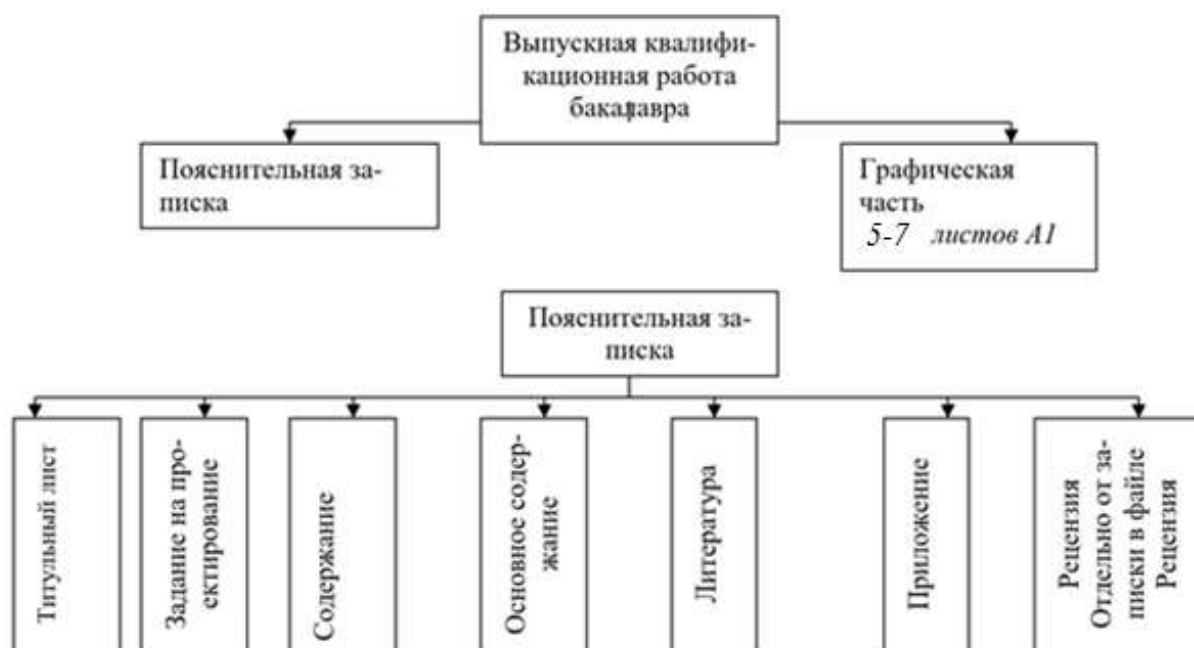 Выпускная квалифи-
кационная работа
бакалавра
Пояснительная за-
писка
Графическая
часть
5-7 листов А1
Пояснительная за-
писка
Титульный лист
Задание на про-
ектирование
Содержание
Основное содер-
жание
Литература
Приложение
Рецензия
Отдельно от за-
писки в файле
Рецензия